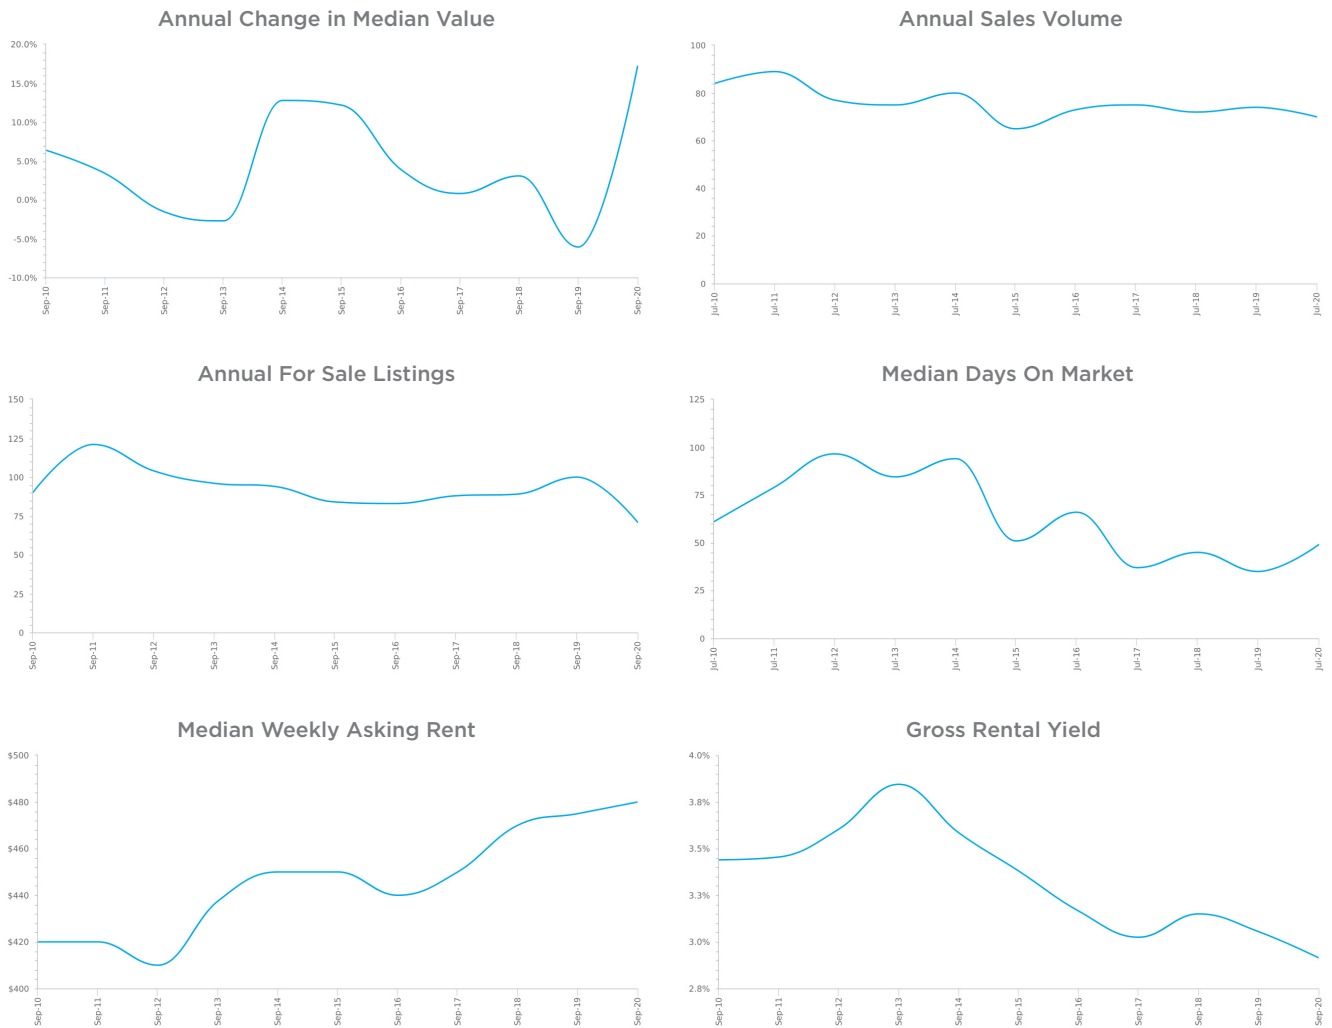 Annual Change in Median Value
20.0%
15.0%
10.0%
5.0%
0.0%
-5.0%
-10.0%
Sep-10
Sep-11
Sep-12
Sep-13
Sep-14
Sep-15
Sep-16
Sep-17
Sep-18
Sep-19
Sep-20
Annual Sales Volume
100
80
60
40
20
0
Jul-10
Jul-11
Jul-12
Jul-13
Jul-14
Jul-15
Jul-16
Jul-17
Jul-18
Jul-19
Jul-20
Annual For Sale Listings
150
125
100
75
50
25
0
Sep-10
Sep-11
Sep-12
Sep-13
Sep-14
Sep-15
Sep-16
Sep-17
Sep-18
Sep-19
Sep-20
Median Days On Market
125
100
75
50
25
0
Jul-10
Jul-11
Jul-12
Jul-13
Jul-14
Jul-15
Jul-16
Jul-17
Jul-18
Jul-19
Jul-20
Median Weekly Asking Rent
$500
$480
$460
$440
$420
$400
Sep-10
Sep-11
Sep-12
Sep-13
Sep-14
Sep-15
Sep-16
Sep-17
Sep-18
Sep-19
Sep-20
Gross Rental Yield
4.0%
3.8%
3.5%
3.3%
3.0%
2.8%
Sep-10
Sep-11
Sep-12
Sep-13
Sep-14
Sep-15
Sep-16
Sep-17
Sep-18
Sep-19
Sep-20